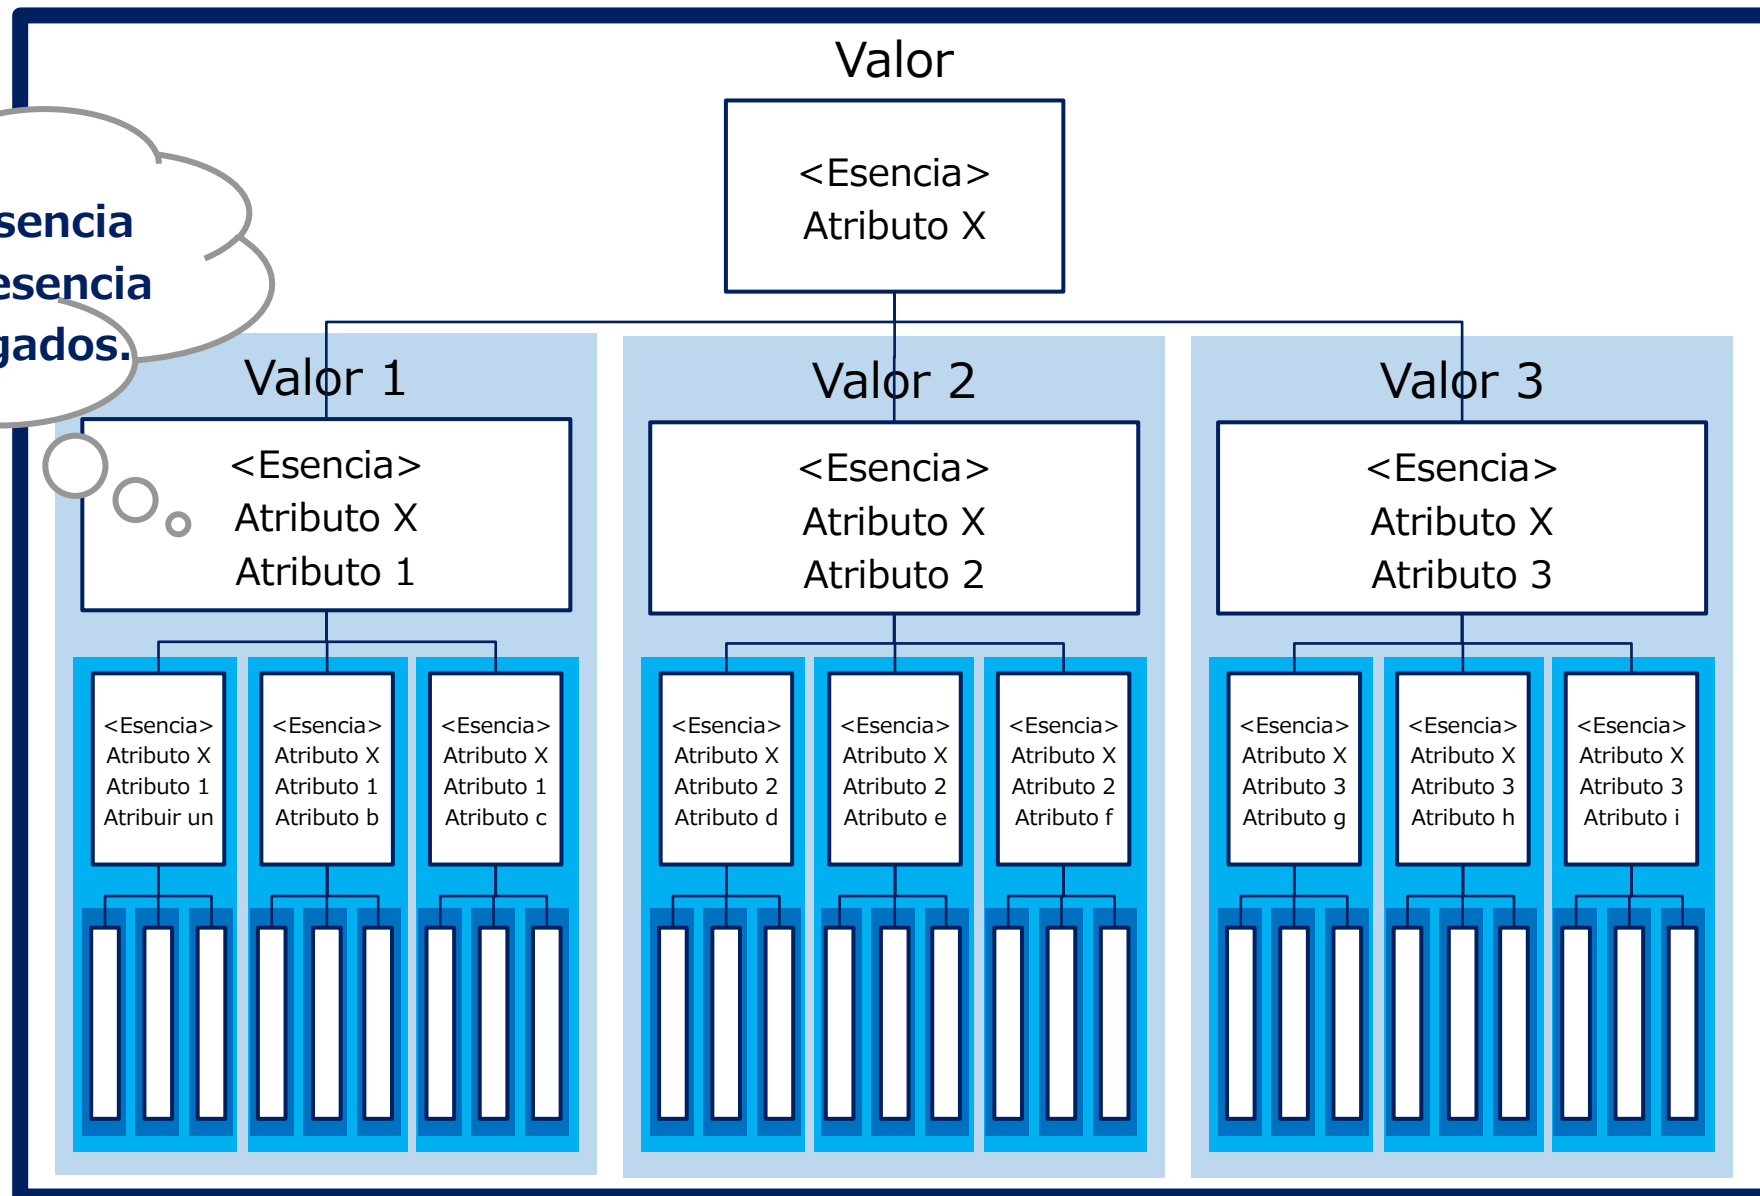 Valor
<Esencia>
Atributo X
sencia
esencia
gados.
Valor 1
<Esencia>
Atributo X
Atributo 1
Valor 2
<Esencia>
Atributo X
Atributo 2
Valor 3
<Esencia>
Atributo X
Atributo 3
<Esencia>
Atributo X
Atributo 1
Atribuir un
<Esencia>
Atributo X
Atributo 1
Atributo b
<Esencia>
Atributo X
Atributo 1
Atributo c
<Esencia>
Atributo X
Atributo 2
Atributo d
<Esencia>
Atributo X
Atributo 2
Atributo e
<Esencia>
Atributo X
Atributo 2
Atributo f
<Esencia>
Atributo X
Atributo 3
Atributo g
<Esencia>
Atributo X
Atributo 3
Atributo h
<Esencia>
Atributo X
Atributo 3
Atributo i